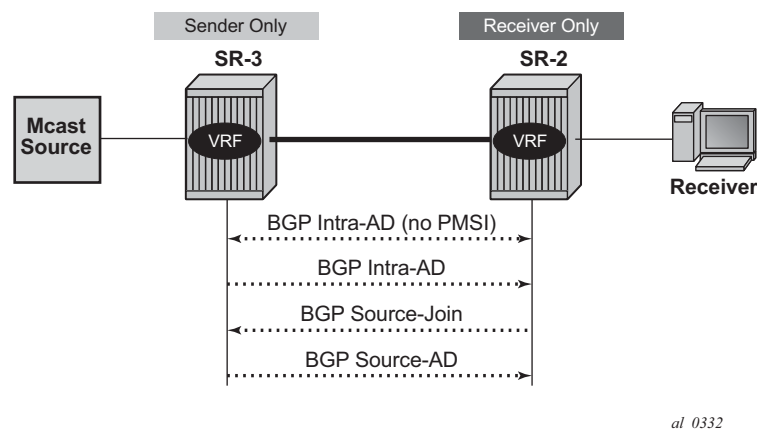 Sender Only
Receiver Only
SR-3
SR-2
Mcast
Source
VRF
VRF
Receiver
BGP Intra-AD (no PMSI)
BGP Intra-AD
BGP Source-Join
BGP Source-AD
al_0332